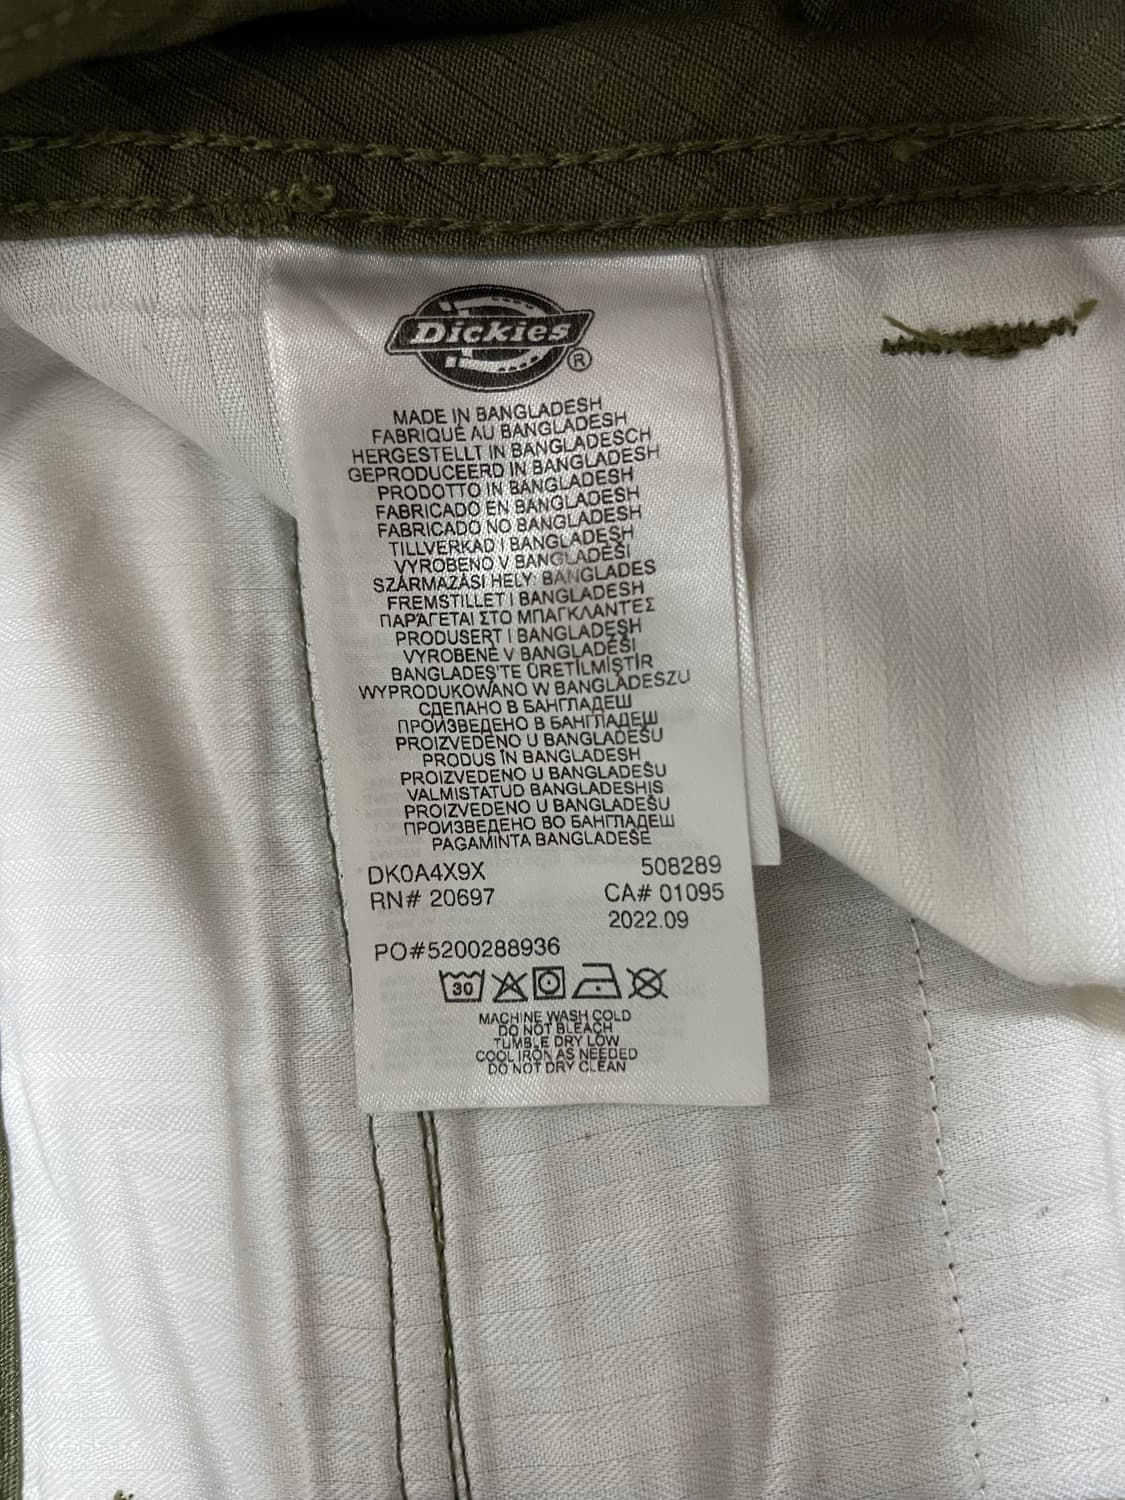 Dickies®
MADE IN BANGLADESH
FABRIQUÉ AU BANGLADESH
HERGESTELLT IN BANGLADESCH
GEPRODUCEERD IN BANGLADESH
PRODOTTO IN BANGLADESH
FABRICADO EN BANGLADESH
FABRICADO NO BANGLADESH
TILLVERKAD I BANGLADESH
VYROBENO V BANGLADÉŠI
SZÁRMAZÁSI HELY: BANGLADES
FREMSTILLET I BANGLADESH
ΠΑΡΆΓΕΤΑΙ ΣΤΟ ΜΠΑΓΚΛΑΝΤΕΣ
PRODUSERT I BANGLADESH
VYROBENÉ V BANGLADÉŠI
BANGLADEŞ'TE ÜRETİLMİŞTİR
WYPRODUKOWANO W BANGLADESZU
СДЕЛАНО В БАНГЛАДЕШ
ПРОИЗВЕДЕНО В БАНГЛАДЕШ
PROIZVEDENO U BANGLADEŠU
PRODUS ÎN BANGLADESH
PROIZVEDENO U BANGLADEŠU
VALMISTATUD BANGLADESHIS
PROIZVEDENO U BANGLADEŠU
ПРОИЗВЕДЕНО ВО БАНГЛАДЕШ
PAGAMINTA BANGLADEŠE
DK0A4X9X 508289
RN# 20697 CA# 01095
2022.09
PO#5200288936
30
MACHINE WASH COLD
DO NOT BLEACH
TUMBLE DRY LOW
COOL IRON AS NEEDED
DO NOT DRY CLEAN